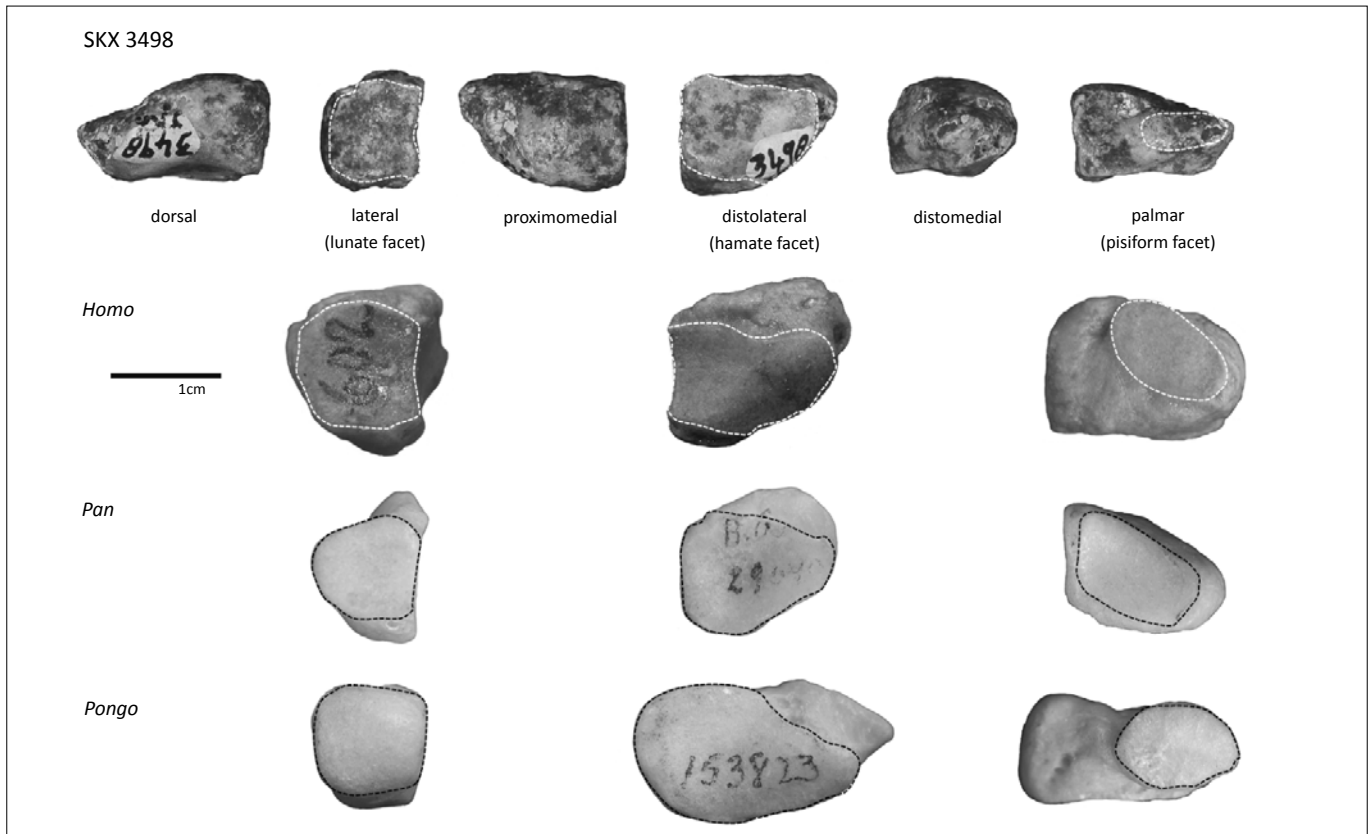 SKX 3498
3498
3498
dorsal
lateral
(lunate facet)
proximomedial
distolateral
(hamate facet)
distomedial
palmar
(pisiform facet)
Homo
1cm
Pan
B.
Pongo
153823